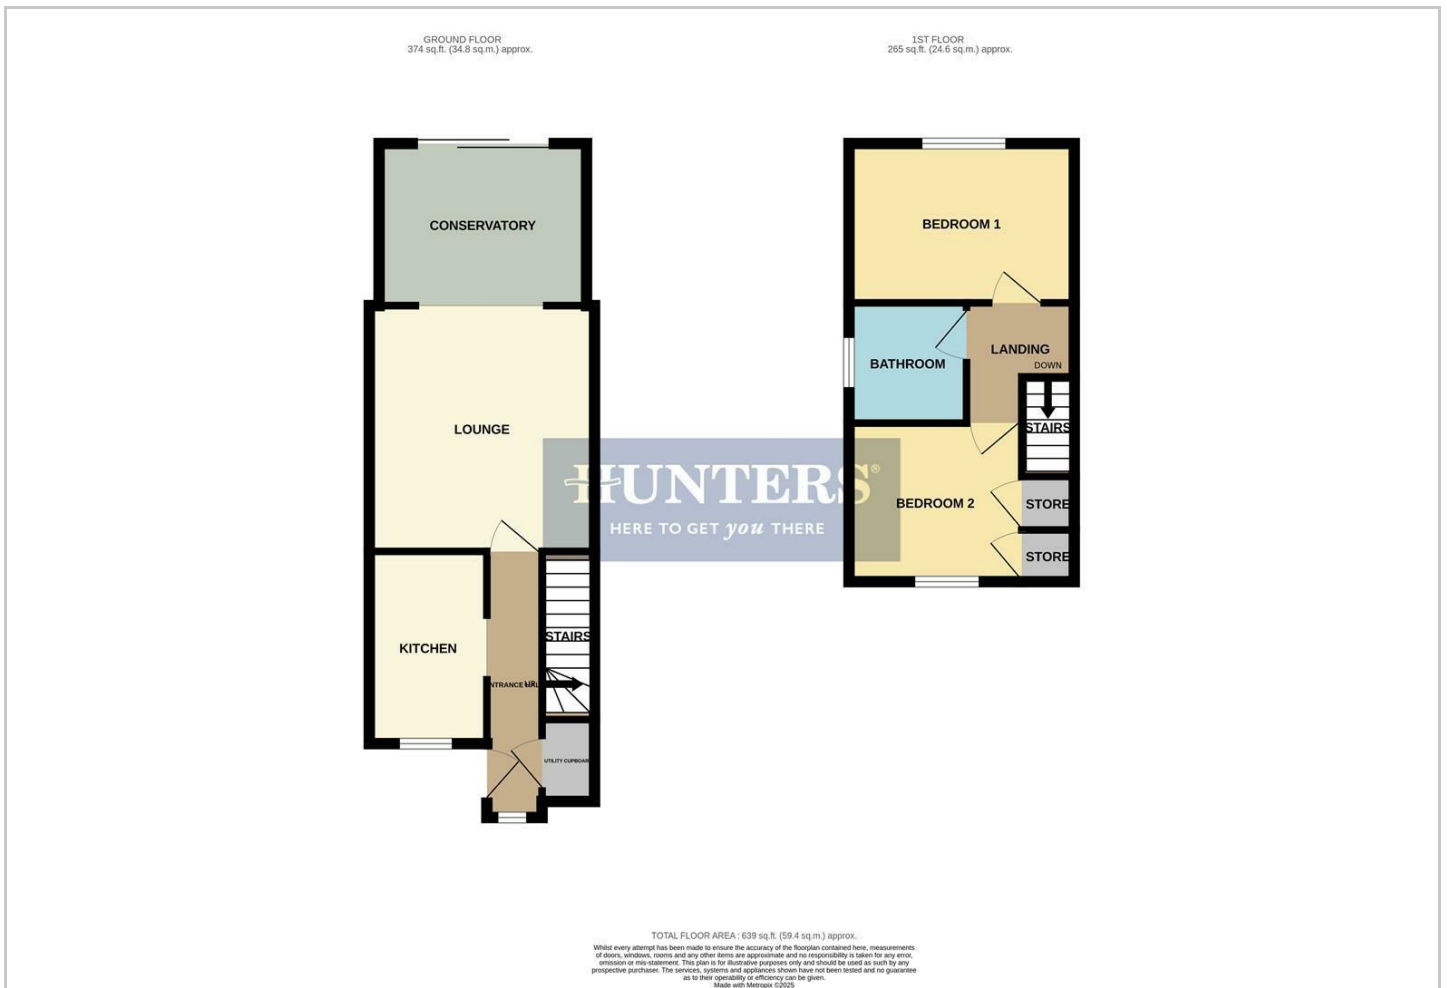 GROUND FLOOR
374 sq.ft. (34.8 sq.m.) approx.
1ST FLOOR
265 sq.ft. (24.6 sq.m.) approx.
CONSERVATORY
LOUNGE
KITCHEN
STAIRS
UP
NTRANCE HAL
UTILITY CUPBOAR
BEDROOM 1
BATHROOM
LANDING
DOWN
STAIRS
BEDROOM 2
STORE
STORE
HUNTERS®
HERE TO GET you THERE
TOTAL FLOOR AREA : 639 sq.ft. (59.4 sq.m.) approx.
Whilst every attempt has been made to ensure the accuracy of the floorplan contained here, measurements
of doors, windows, rooms and any other items are approximate and no responsibility is taken for any error,
omission or mis-statement. This plan is for illustrative purposes only and should be used as such by any
prospective purchaser. The services, systems and appliances shown have not been tested and no guarantee
as to their operability or efficiency can be given.
Made with Metropix ©2025